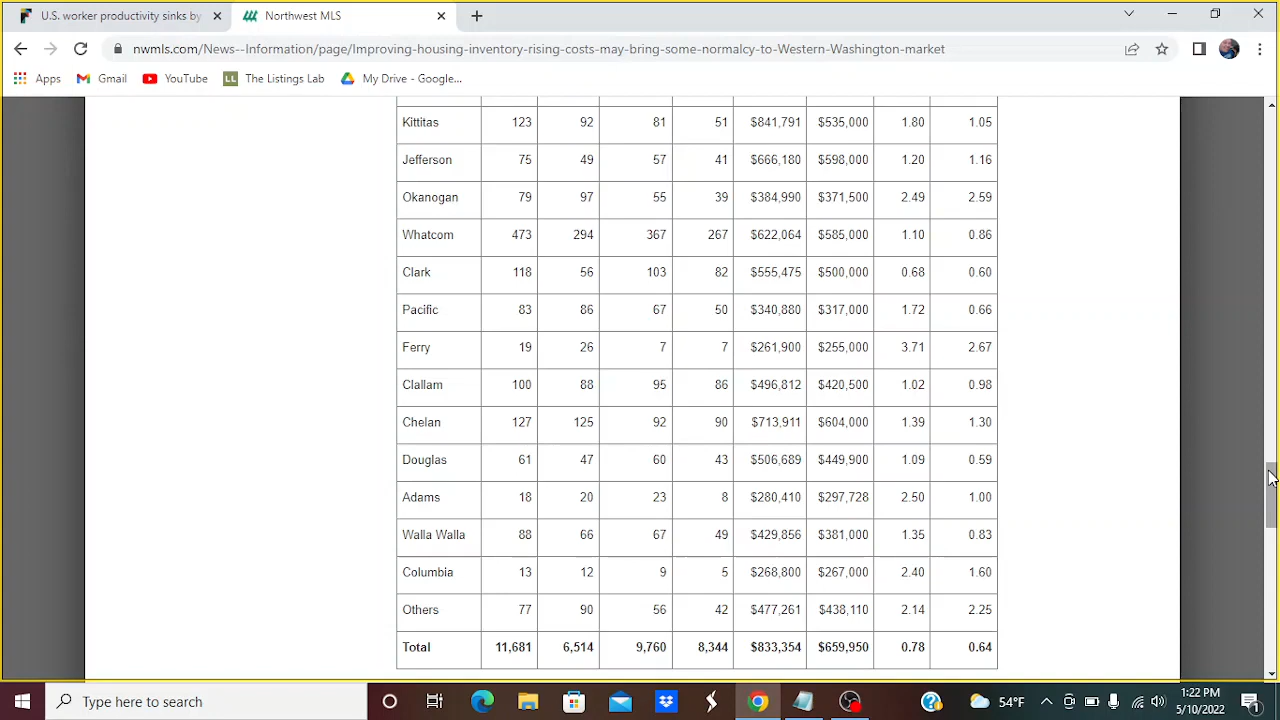 U.S. worker productivity sinks by
Northwest MLS
nwmls.com/News--Information/page/Improving-housing-inventory-rising-costs-may-bring-some-normalcy-to-Western-Washington-market
Apps Gmail YouTube LL The Listings Lab My Drive - Google...
Kittitas 123 92 81 51 $841,791 $535,000 1.80 1.05
Jefferson 75 49 57 41 $666,180 $598,000 1.20 1.16
Okanogan 79 97 55 39 $384,990 $371,500 2.49 2.59
Whatcom 473 294 367 267 $622,064 $585,000 1.10 0.86
Clark 118 56 103 82 $555,475 $500,000 0.68 0.60
Pacific 83 86 67 50 $340,880 $317,000 1.72 0.66
Ferry 19 26 7 7 $261,900 $255,000 3.71 2.67
Clallam 100 88 95 86 $496,812 $420,500 1.02 0.98
Chelan 127 125 92 90 $713,911 $604,000 1.39 1.30
Douglas 61 47 60 43 $506,689 $449,900 1.09 0.59
Adams 18 20 23 8 $280,410 $297,728 2.50 1.00
Walla Walla 88 66 67 49 $429,856 $381,000 1.35 0.83
Columbia 13 12 9 5 $268,800 $267,000 2.40 1.60
Others 77 90 56 42 $477,261 $438,110 2.14 2.25
Total 11,681 6,514 9,760 8,344 $833,354 $659,950 0.78 0.64
Type here to search
54°F
1:22 PM
5/10/2022
1